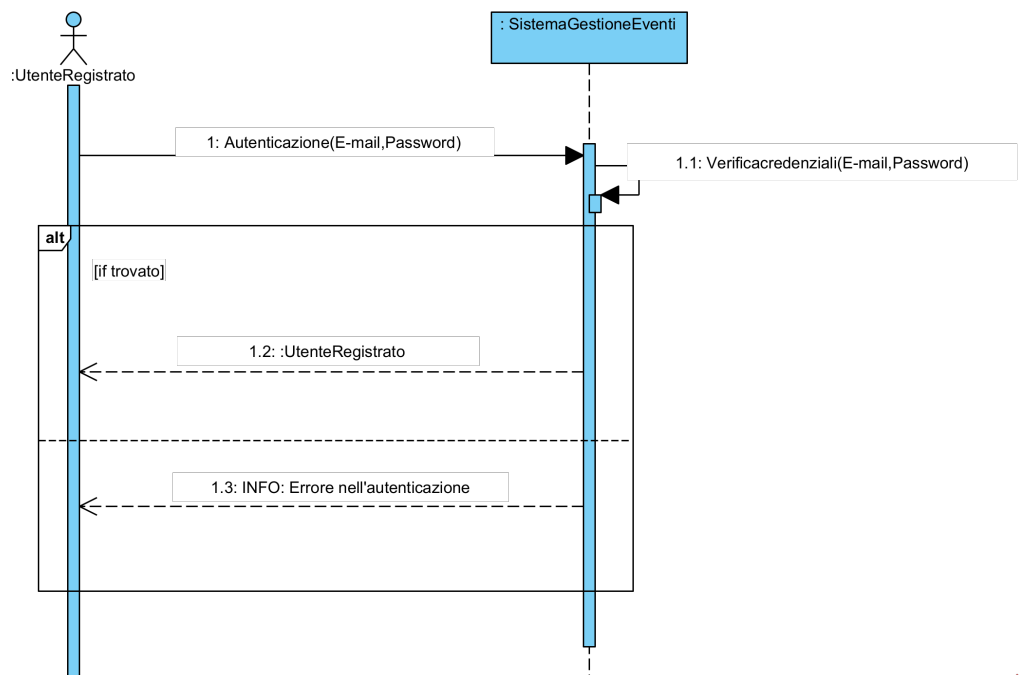 : SistemaGestioneEventi
:UtenteRegistrato
1: Autenticazione(E-mail,Password)
1.1: Verificacredenziali(E-mail,Password)
alt
[if trovato]
1.2: :UtenteRegistrato
1.3: INFO: Errore nell'autenticazione